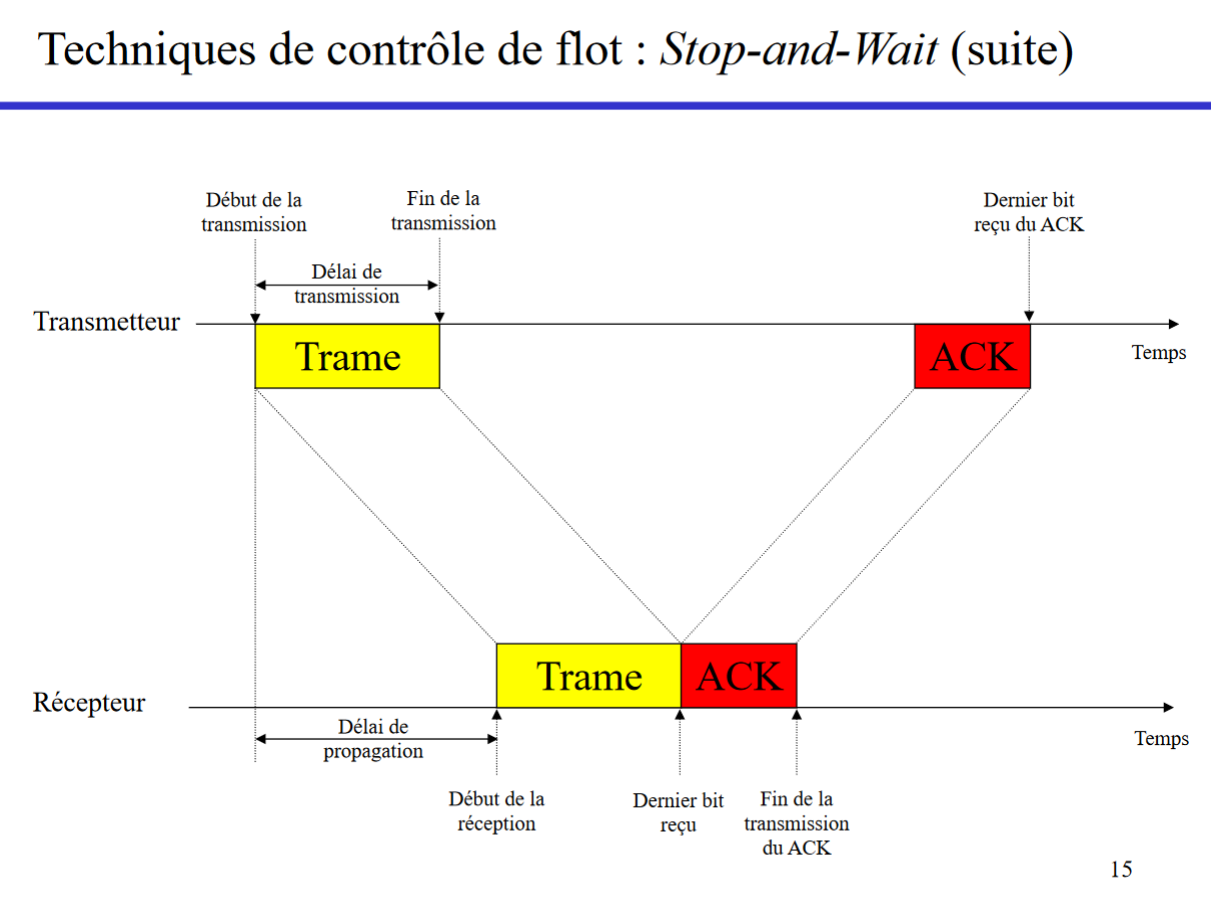 Techniques de contrôle de flot : Stop-and-Wait (suite)
Début de la
transmission
Fin de la
transmission
Dernier bit
reçu du ACK
Délai de
transmission
Transmetteur
Temps
Trame
ACK
Trame
ACK
Récepteur
Temps
Délai de
propagation
Début de la
réception
Dernier bit
reçu
Fin de la
transmission
du ACK
15